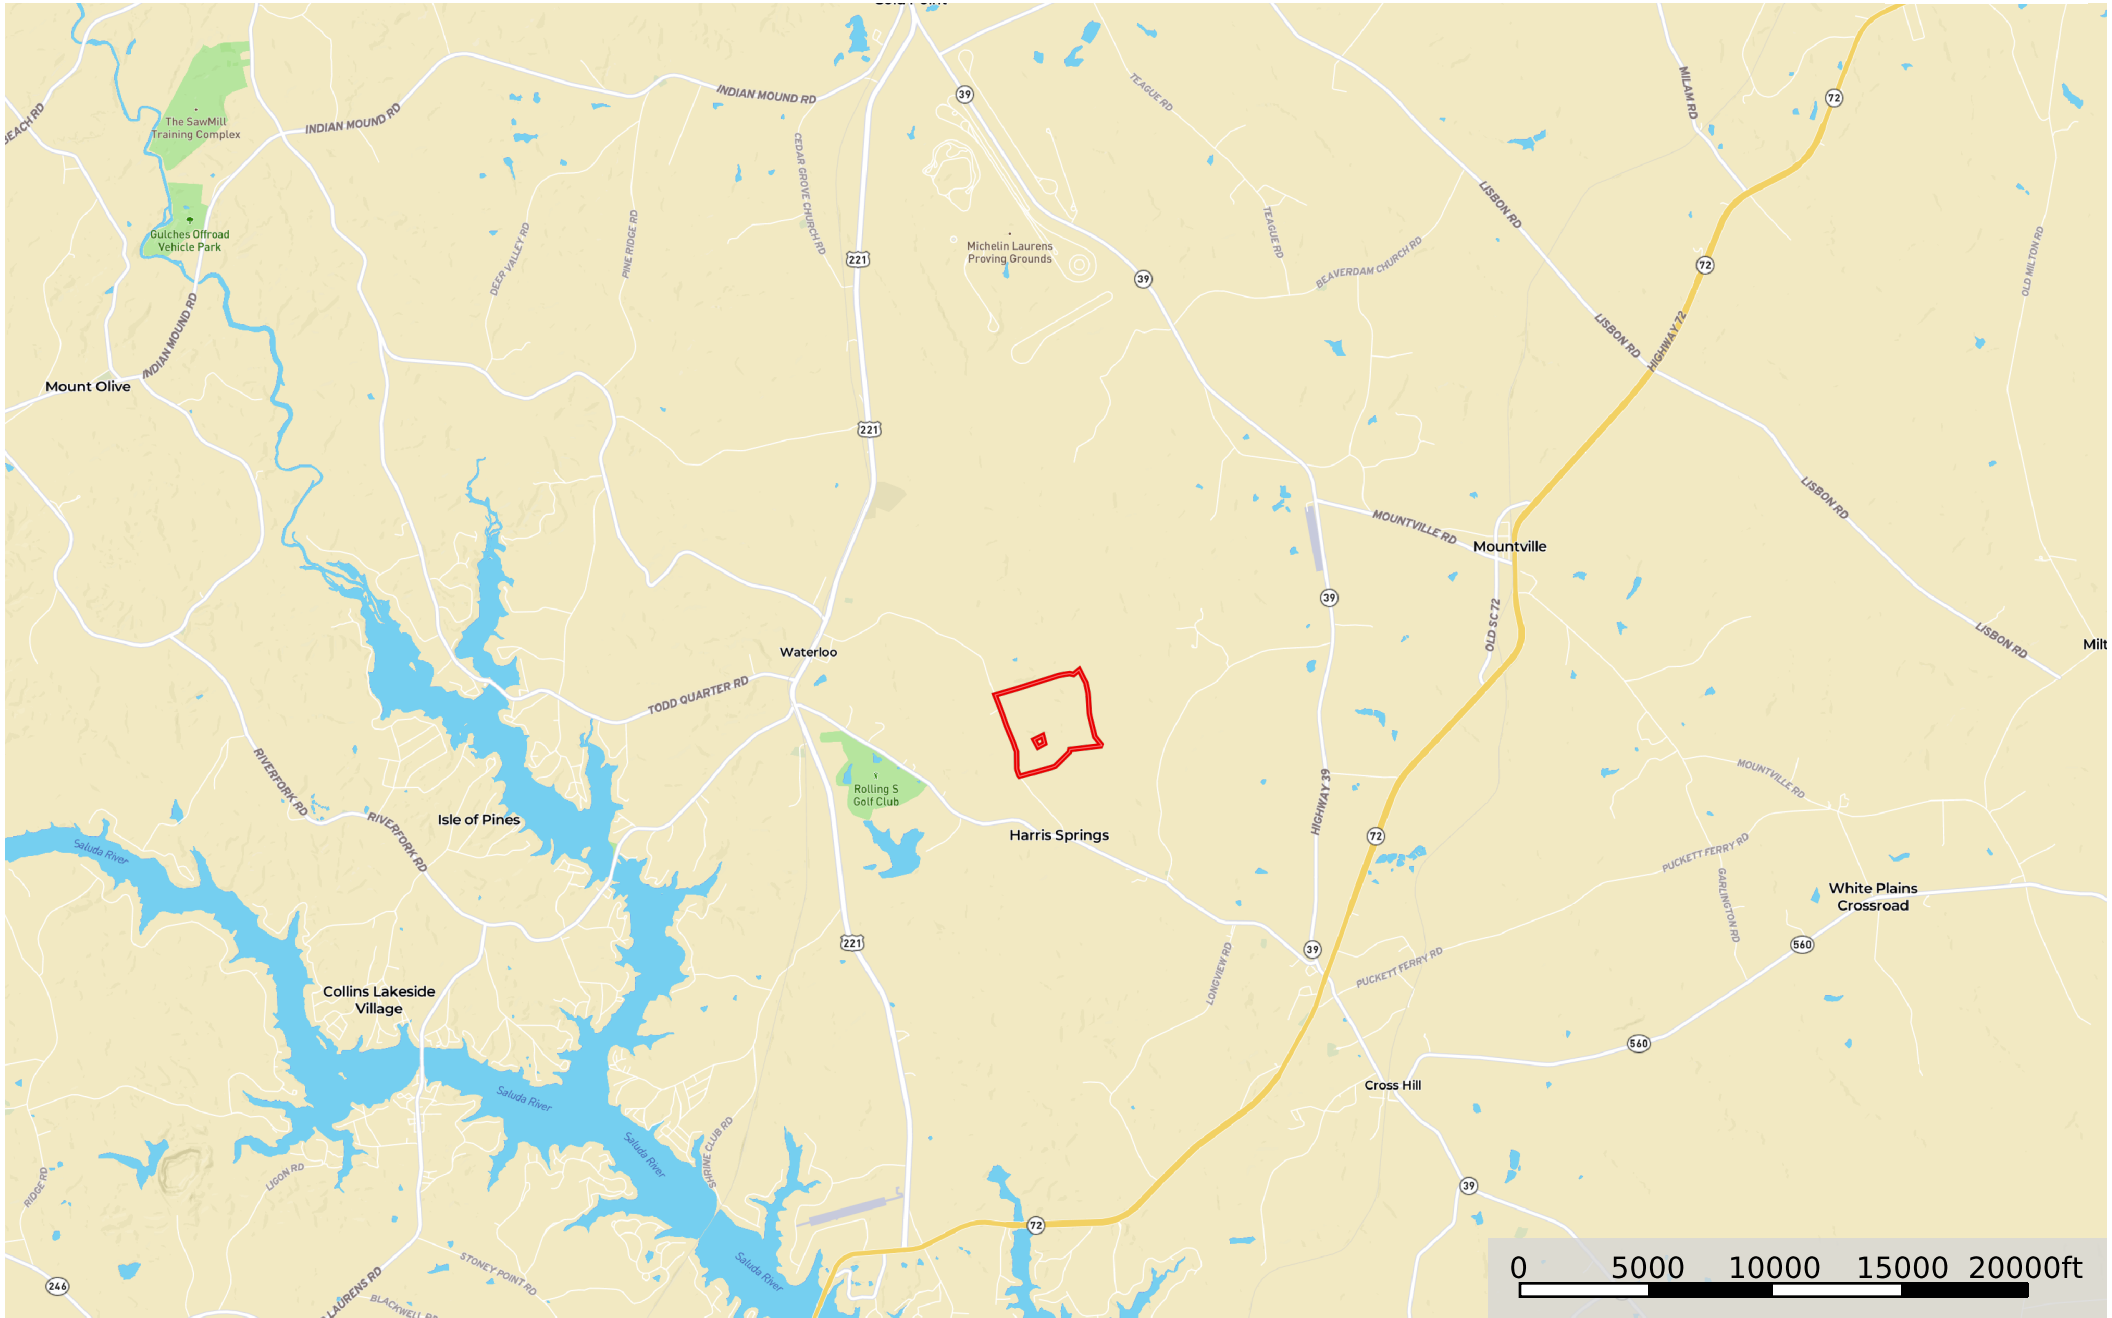 INDIAN MOUND RD
39
TEAGUE RD
MILAM RD
72
BEACH RD
The SawMill
Training Complex
INDIAN MOUND RD
CEDAR GROVE CHURCH RD
LISBON RD
Gulches Offroad
Vehicle Park
DEER VALLEY RD
PINE RIDGE RD
221
Michelin Laurens
Proving Grounds
TEAGUE RD
BEAVERDAM CHURCH RD
39
72
OLD MILTON RD
INDIAN MOUND RD
LISBON RD
HIGHWAY 72
Mount Olive
221
LISBON RD
MOUNTVILLE RD
Mountville
39
OLD SC 72
LISBON RD
Waterloo
TODD QUARTER RD
RIVERFORK RD
Rolling S
Golf Club
HIGHWAY 39
MOUNTVILLE RD
Isle of Pines
RIVERFORK RD
Harris Springs
72
PUCKETT FERRY RD
Saluda River
GARLINGTON RD
White Plains
Crossroad
221
39
560
LONGVIEW RD
PUCKETT FERRY RD
Collins Lakeside
Village
560
Saluda River
Cross Hill
Saluda River
SHRINE CLUB RD
RIDGE RD
LIGON RD
39
72
Saluda River
STONEY POINT RD
246
LAURENS RD
BLACKWELL
0 5000 10000 15000 20000ft